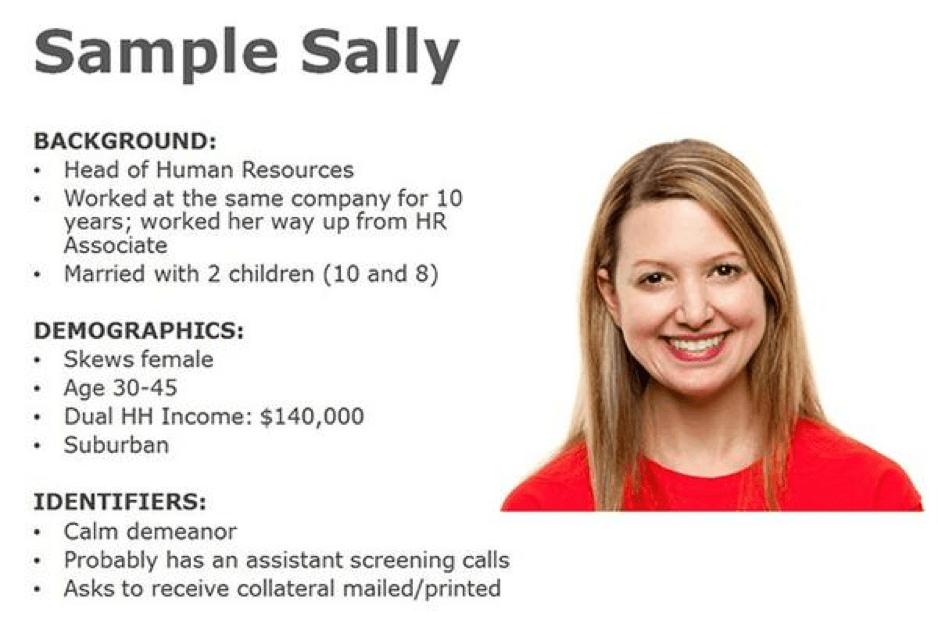 Sample Sally
BACKGROUND:
• Head of Human Resources
• Worked at the same company for 10
years; worked her way up from HR
Associate
• Married with 2 children (10 and 8)
DEMOGRAPHICS:
• Skews female
• Age 30-45
• Dual HH Income: $140,000
• Suburban
IDENTIFIERS:
• Calm demeanor
• Probably has an assistant screening calls
• Asks to receive collateral mailed/printed